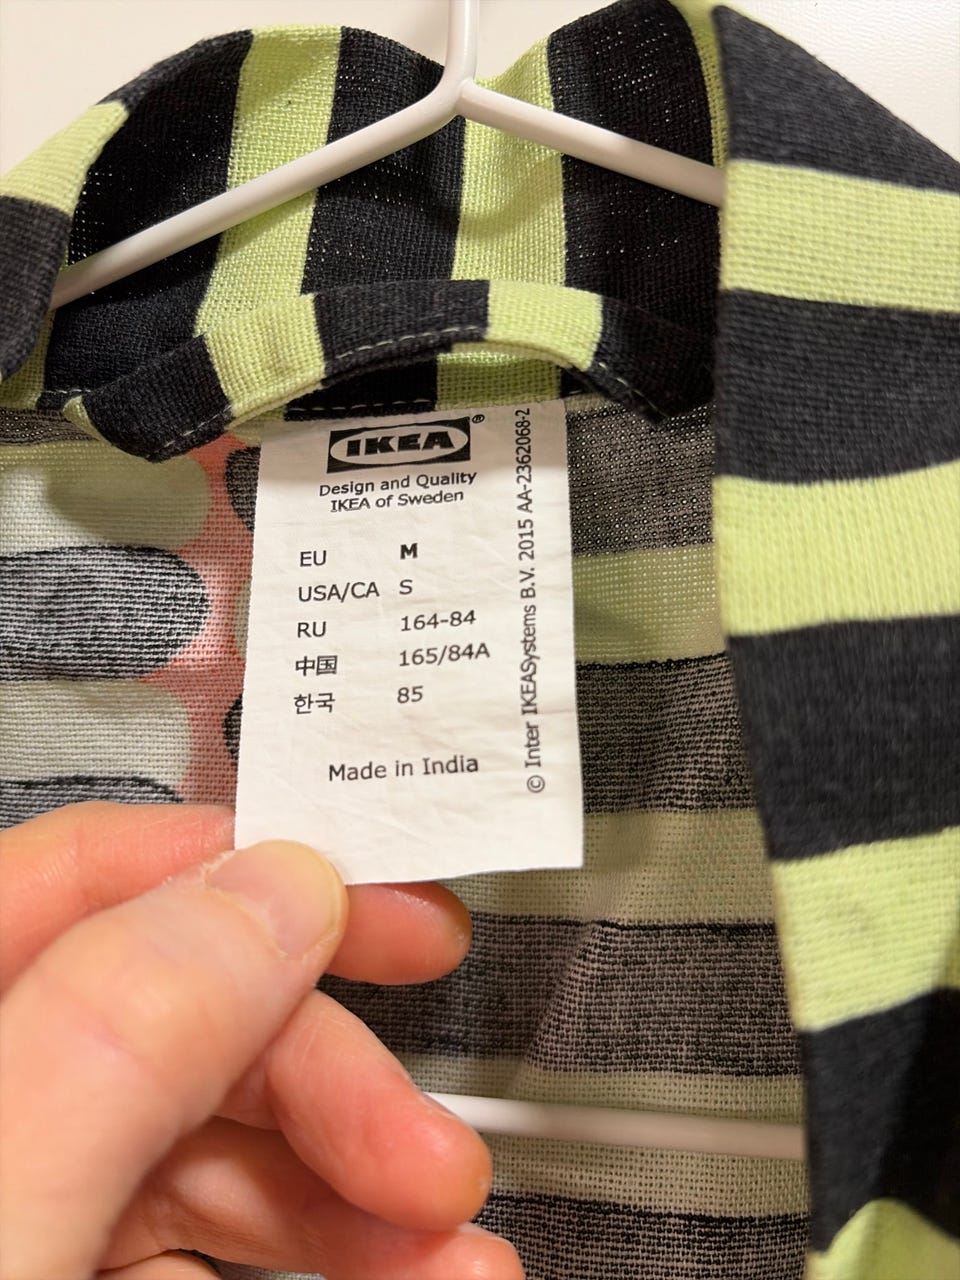 IKEA®
Design and Quality
IKEA of Sweden
EU M
USA/CA S
RU 164-84
中国 165/84A
한국 85
Made in India
© Inter IKEASystems B.V. 2015 AA-2362068-2